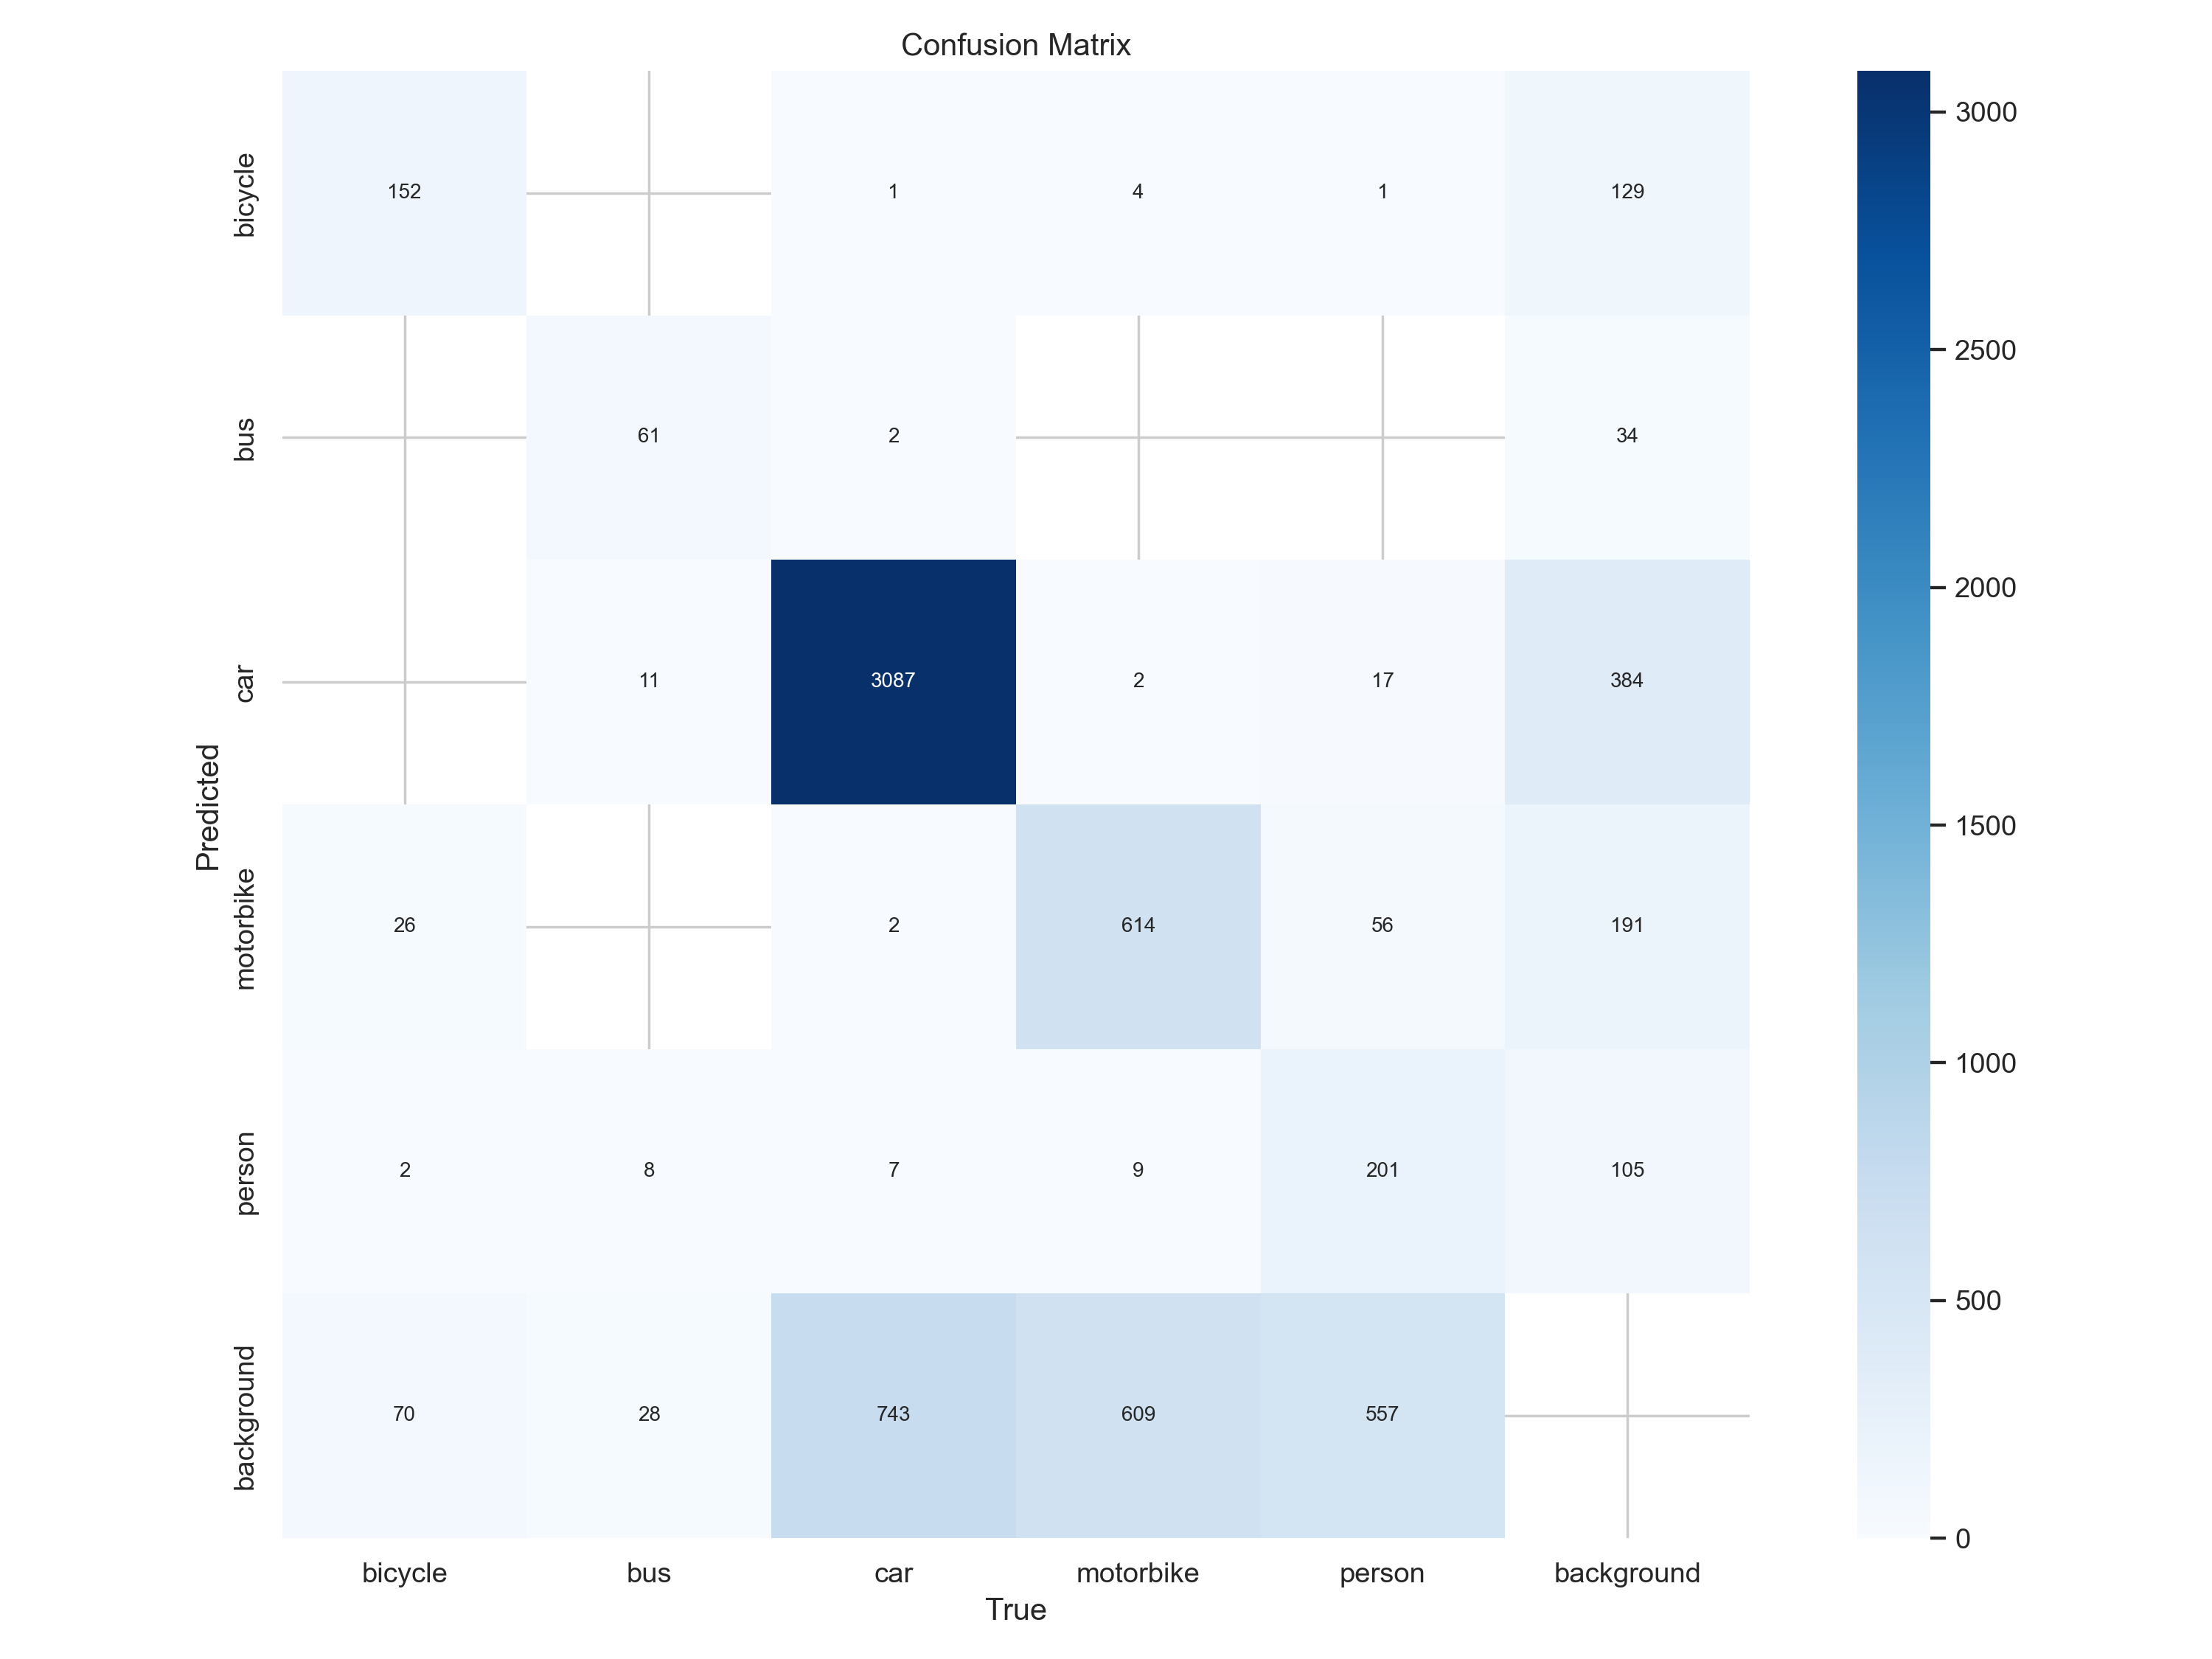 Confusion Matrix
bicycle 152 1 4 1 129
bus 61 2 34
car 11 3087 2 17 384
motorbike 26 2 614 56 191
person 2 8 7 9 201 105
background 70 28 743 609 557
Predicted
bicycle bus car motorbike person background
True
3000
2500
2000
1500
1000
500
0